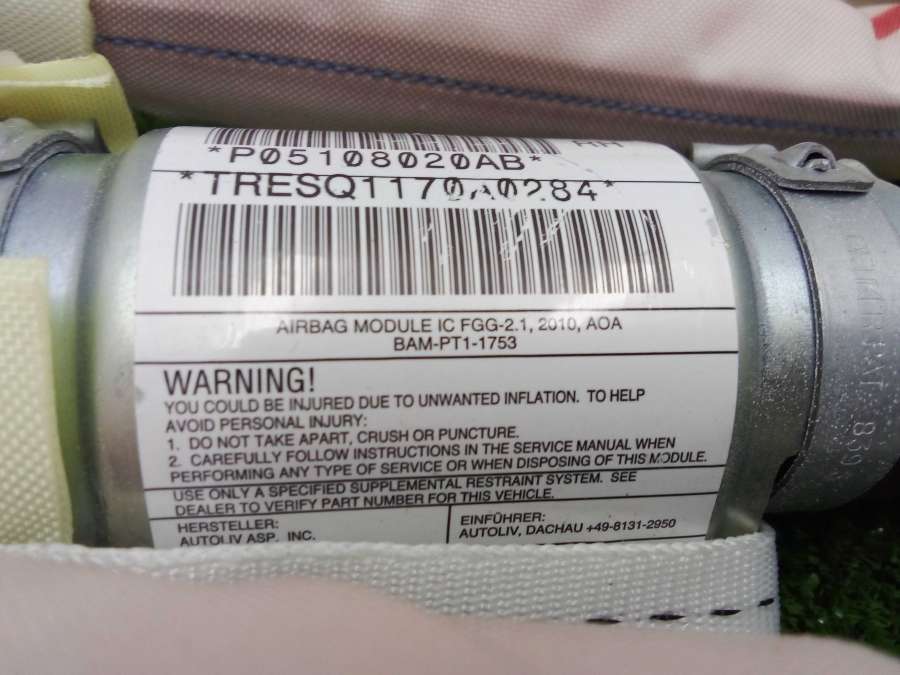 *P05108020AB*
*TRESQ1170A0284*
AIRBAG MODULE IC FGG-2.1, 2010, AOA
BAM-PT1-1753
WARNING!
YOU COULD BE INJURED DUE TO UNWANTED INFLATION. TO HELP
AVOID PERSONAL INJURY:
1. DO NOT TAKE APART, CRUSH OR PUNCTURE.
2. CAREFULLY FOLLOW INSTRUCTIONS IN THE SERVICE MANUAL WHEN
PERFORMING ANY TYPE OF SERVICE OR WHEN DISPOSING OF THIS MODULE.
USE ONLY A SPECIFIED SUPPLEMENTAL RESTRAINT SYSTEM. SEE
DEALER TO VERIFY PART NUMBER FOR THIS VEHICLE.
HERSTELLER:
AUTOLIV ASP, INC.
EINFÜHRER:
AUTOLIV, DACHAU +49-8131-2950